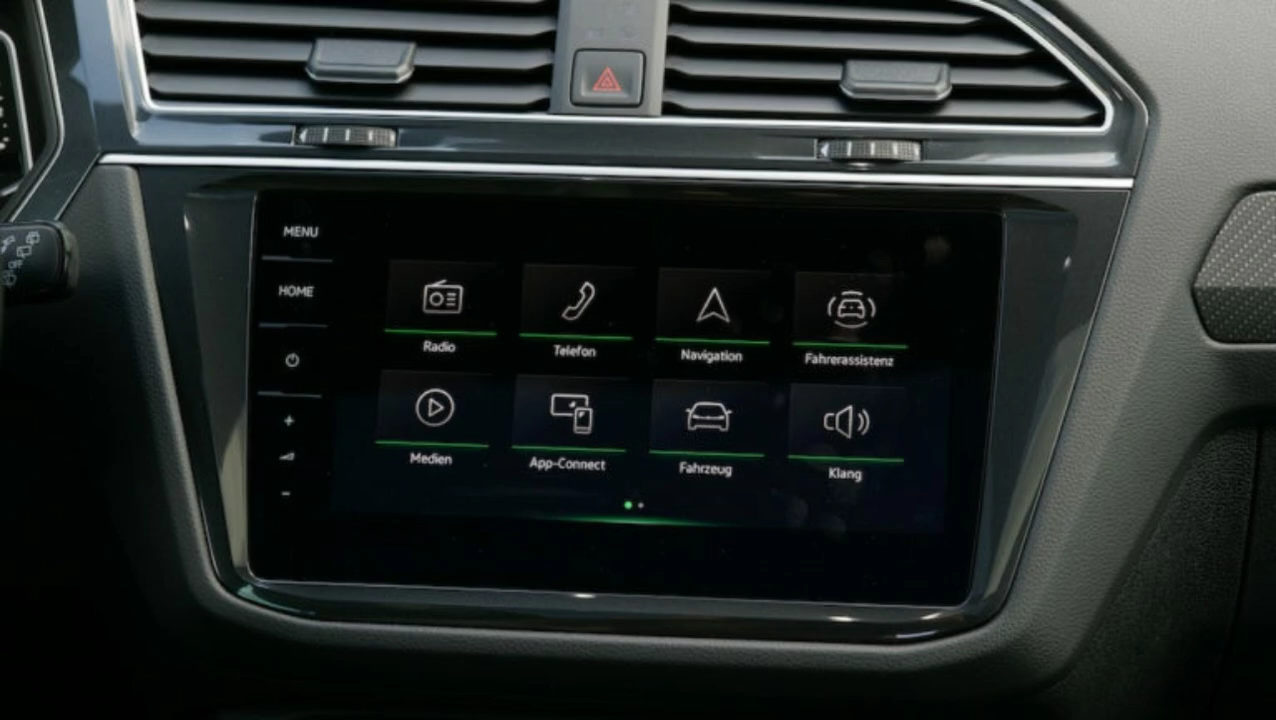 MENU
HOME
Radio
Telefon
Navigation
Fahrerassistenz
Medien
App-Connect
Fahrzeug
Klang
+
-